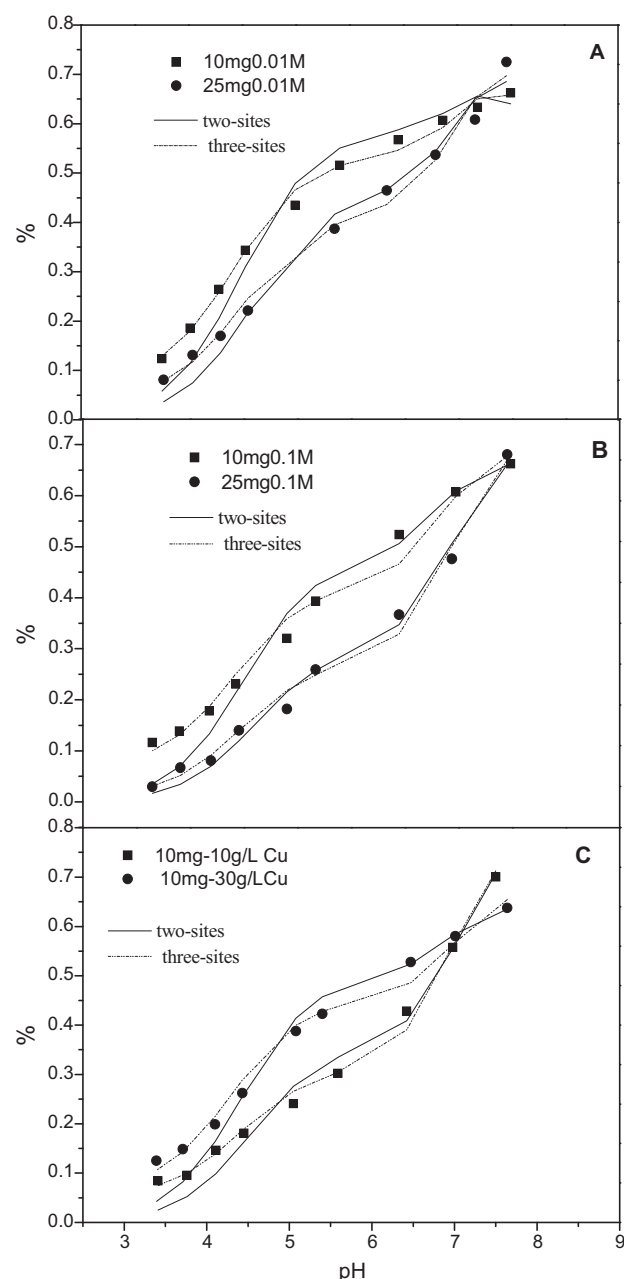 0.8
A
10mg0.01M
25mg0.01M
two-sites
three-sites
0.7
0.6
0.5
0.4
0.3
0.2
0.1
0.0
%
B
10mg0.1M
25mg0.1M
two-sites
three-sites
0.7
0.6
0.5
0.4
0.3
0.2
0.1
0.0
%
0.8
C
10mg-10g/L Cu
10mg-30g/LCu
two-sites
three-sites
0.7
0.6
0.5
0.4
0.3
0.2
0.1
0.0
%
3 4 5 6 7 8 9
pH